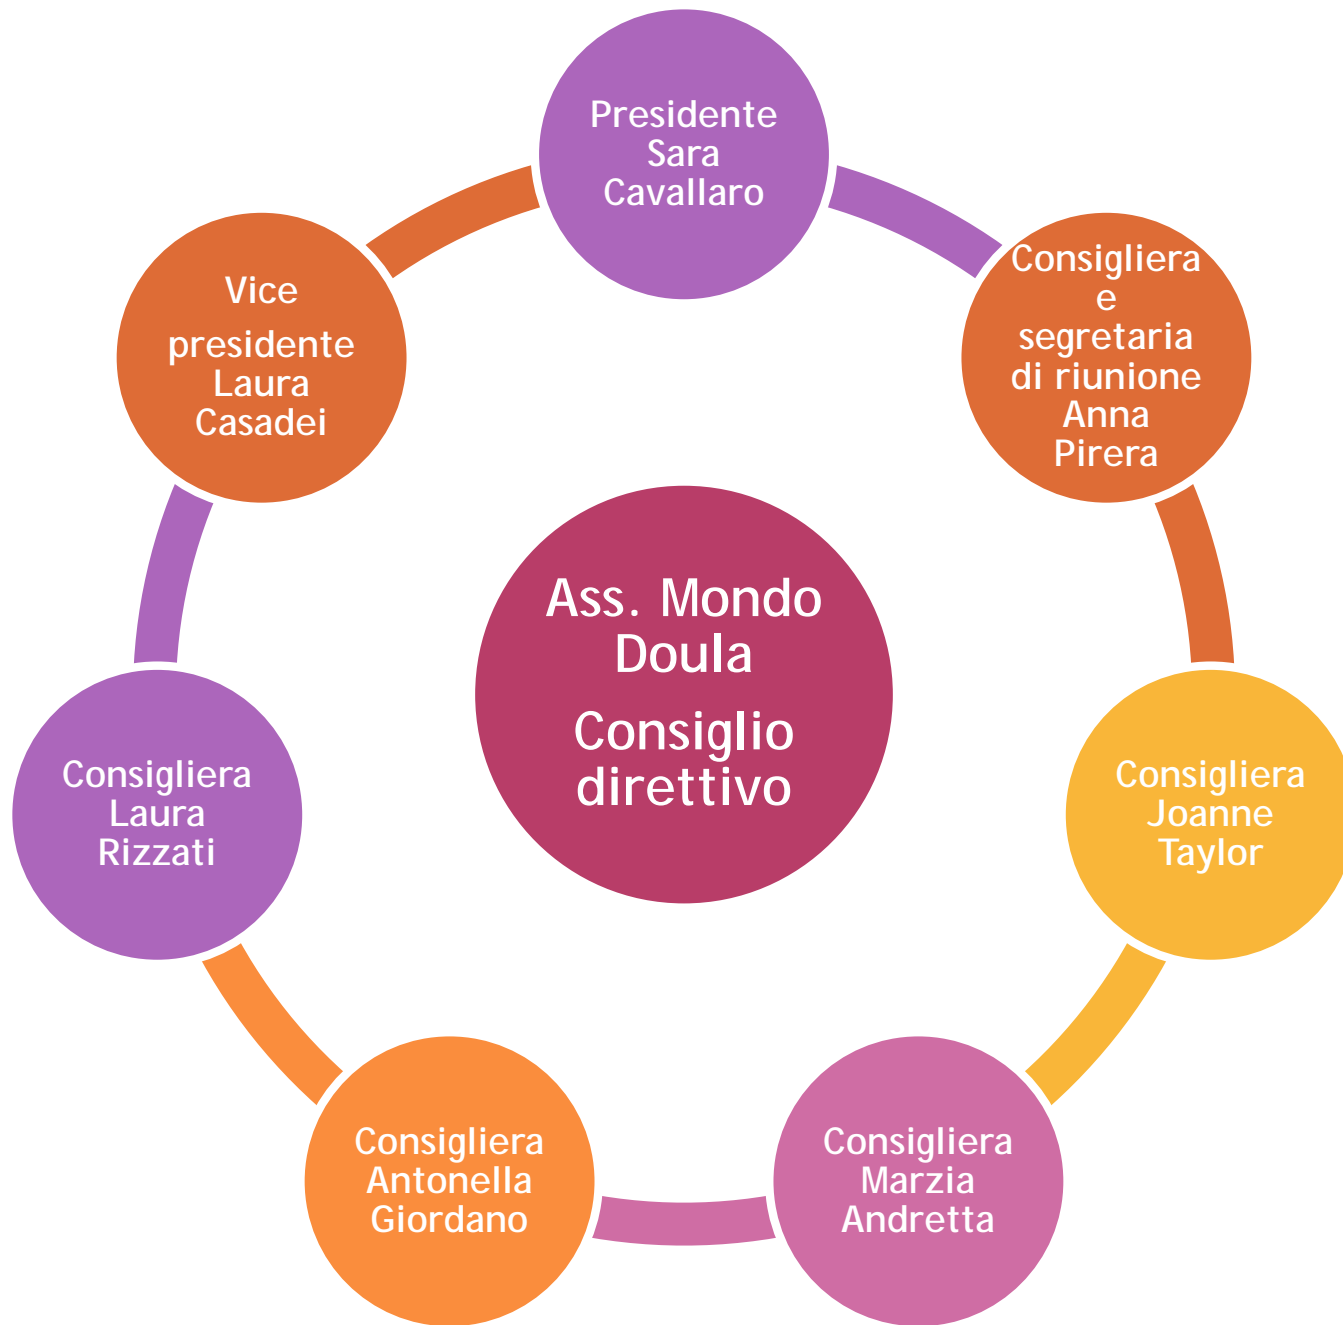 Presidente
Sara
Cavallaro
Consigliera
e
segretaria
di riunione
Anna
Pirera
Consigliera
Joanne
Taylor
Consigliera
Marzia
Andretta
Consigliera
Antonella
Giordano
Consigliera
Laura
Rizzati
Vice
presidente
Laura
Casadei
Ass. Mondo
Doula
Consiglio
direttivo